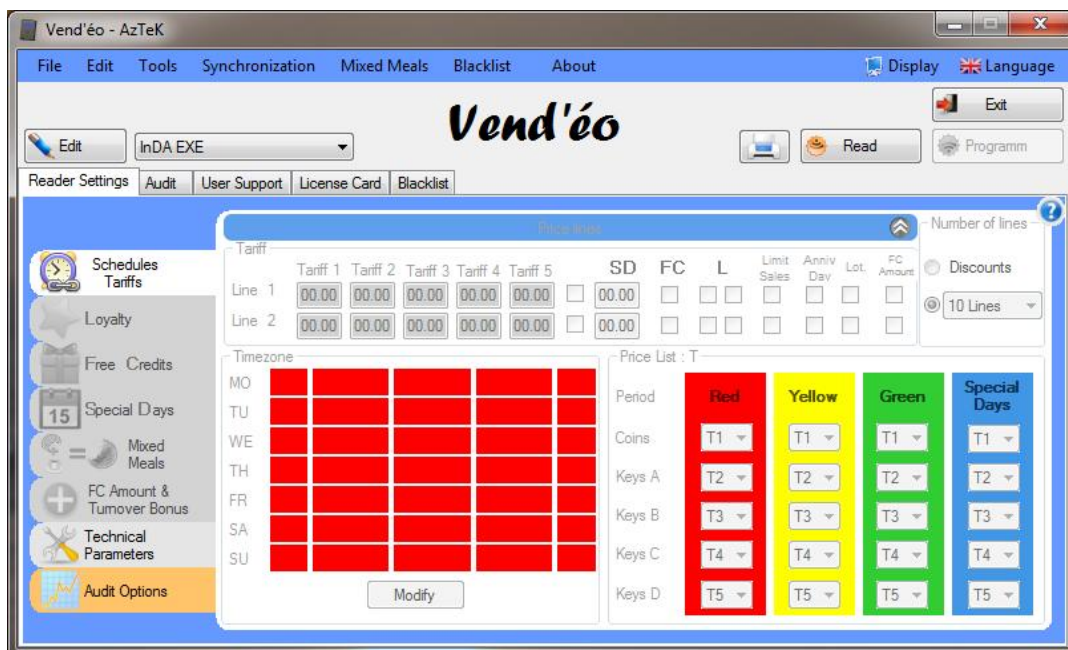 Vend'éo - AzTeK
File Edit Tools Synchronization Mixed Meals Blacklist About Display Language
Vend'éo
Exit
Edit InDA EXE Read Programm
Reader Settings Audit User Support License Card Blacklist
?
Price lines
Number of lines
Schedules
Tariffs
Loyalty
Free Credits
15 Special Days
Mixed
Meals
FC Amount &
Turnover Bonus
Technical
Parameters
Audit Options
Tariff
Tariff 1 Tariff 2 Tariff 3 Tariff 4 Tariff 5 SD FC L Limit Sales Anniv Day Lot. FC Amount
Line 1 00.00 00.00 00.00 00.00 00.00 00.00
Line 2 00.00 00.00 00.00 00.00 00.00 00.00
Discounts
10 Lines
Timezone
MO
TU
WE
TH
FR
SA
SU
Modify
Price List : T
Period Red Yellow Green Special Days
Coins T1 T1 T1 T1
Keys A T2 T2 T2 T2
Keys B T3 T3 T3 T3
Keys C T4 T4 T4 T4
Keys D T5 T5 T5 T5